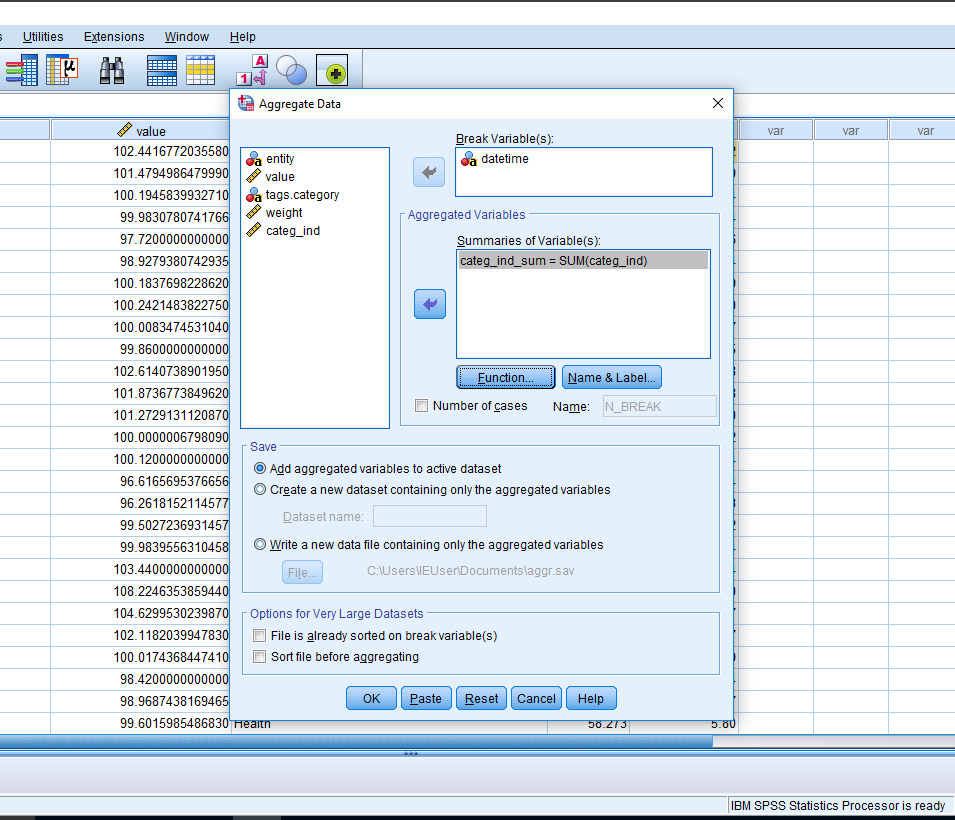 s Utilities Extensions Window Help
Aggregate Data
value
var var var
102.4416772035580
101.4794986479990
100.1945839932710
99.9830780741766
97.7200000000000
98.9279380742935
100.1837698228620
100.2421483822750
100.0083474531040
99.8600000000000
102.6140738901950
101.8736773849620
101.2729131120870
100.0000006798090
100.1200000000000
96.6165695376656
96.2618152114577
99.5027236931457
99.9839556310458
103.4400000000000
108.2246353859440
104.6299530239870
102.1182039947830
100.0174368447410
98.4200000000000
98.9687438169465
99.6015985486830 Health 58.273 5.80
entity
value
tags.category
weight
categ_ind
Break Variable(s):
datetime
Aggregated Variables
Summaries of Variable(s):
categ_ind_sum = SUM(categ_ind)
Function... Name & Label...
Number of cases Name: N_BREAK
Save
Add aggregated variables to active dataset
Create a new dataset containing only the aggregated variables
Dataset name:
Write a new data file containing only the aggregated variables
File... C:\Users\IEUser\Documents\aggr.sav
Options for Very Large Datasets
File is already sorted on break variable(s)
Sort file before aggregating
OK Paste Reset Cancel Help
IBM SPSS Statistics Processor is ready